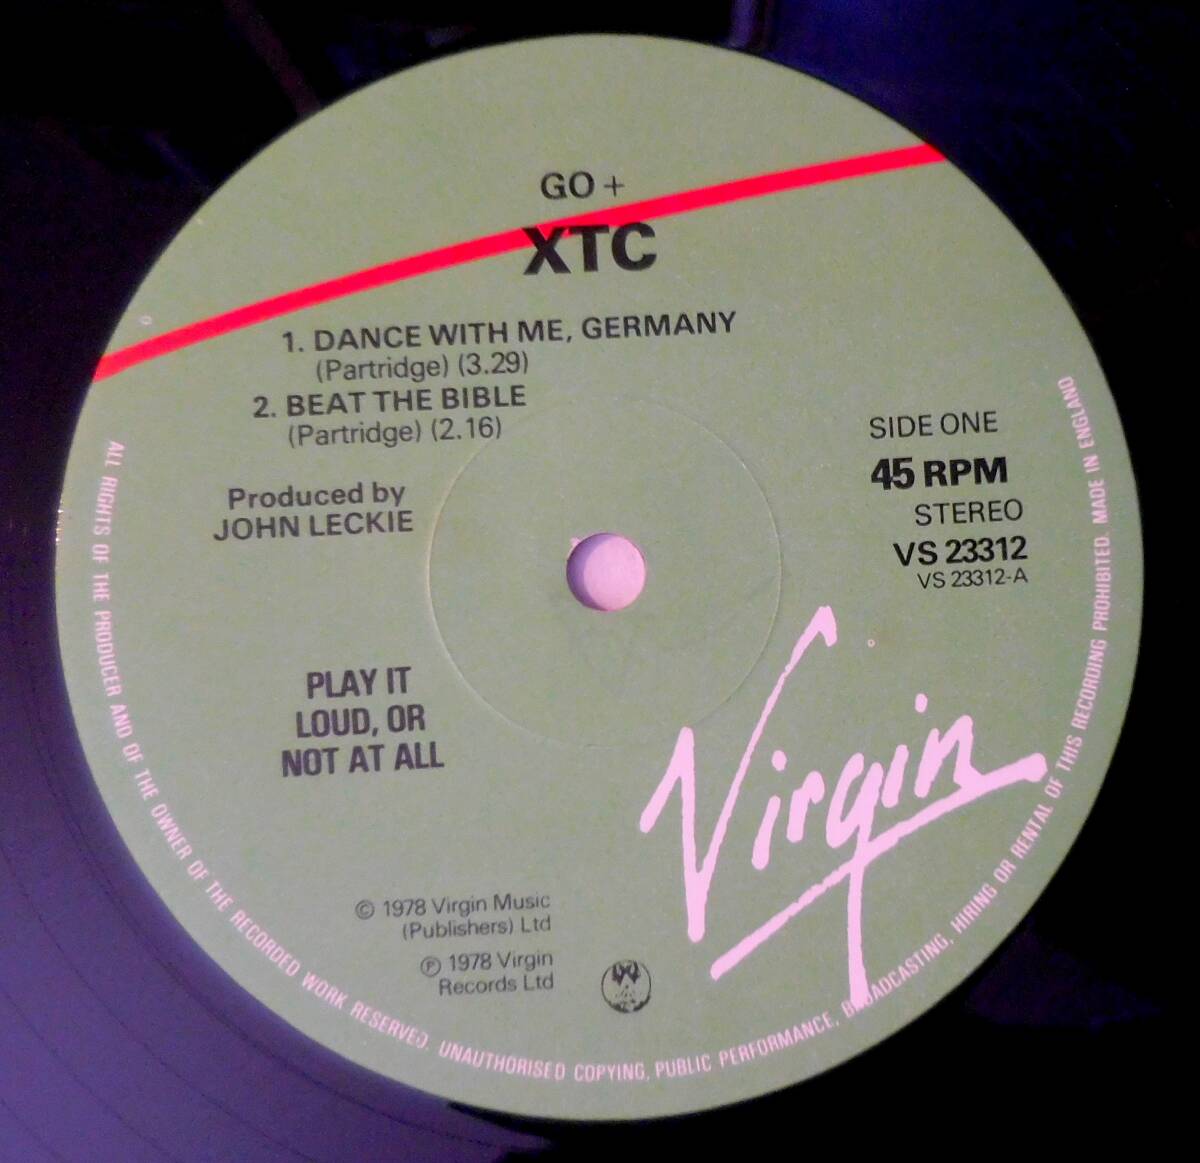 GO +
XTC
1. DANCE WITH ME, GERMANY
(Partridge) (3.29)
2. BEAT THE BIBLE
(Partridge) (2.16)
Produced by
JOHN LECKIE
SIDE ONE
45 RPM
STEREO
VS 23312
VS 23312-A
PLAY IT
LOUD, OR
NOT AT ALL
Virgin
© 1978 Virgin Music
(Publishers) Ltd
℗ 1978 Virgin
Records Ltd
ALL RIGHTS OF THE PRODUCER AND OF THE OWNER OF THE RECORDED WORK RESERVED. UNAUTHORISED COPYING, PUBLIC PERFORMANCE, BROADCASTING, HIRING OR RENTAL OF THIS RECORDING PROHIBITED. MADE IN ENGLAND